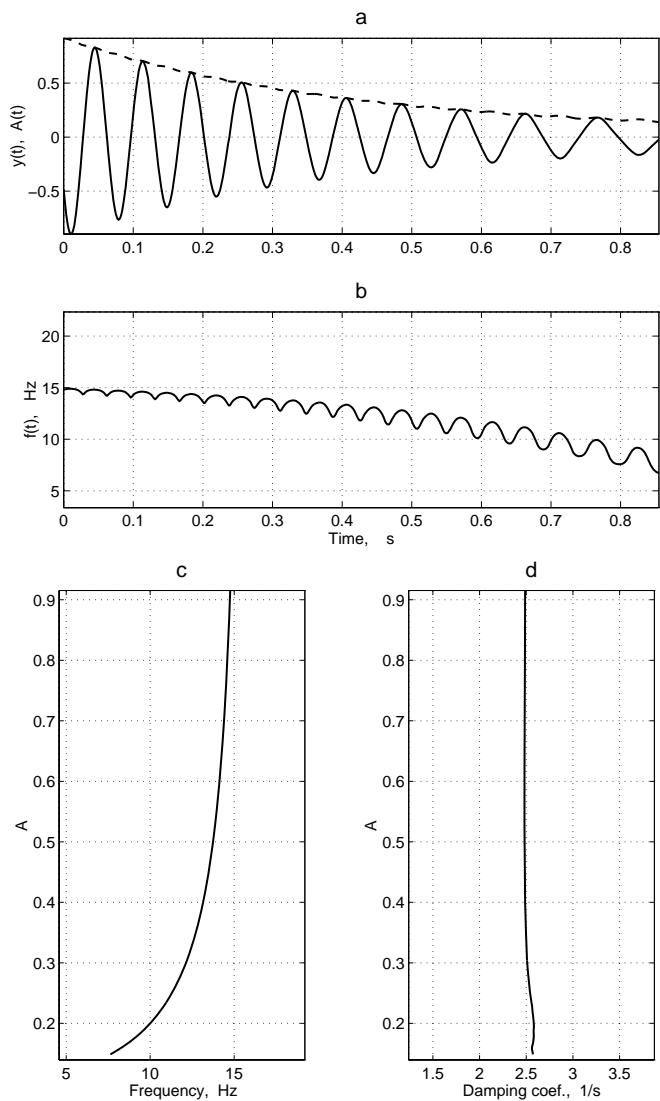 a
y(t), A(t)
0.5
0
−0.5
0 0.1 0.2 0.3 0.4 0.5 0.6 0.7 0.8
b
f(t), Hz
20
15
10
5
0 0.1 0.2 0.3 0.4 0.5 0.6 0.7 0.8
Time, s
c
A
0.9
0.8
0.7
0.6
0.5
0.4
0.3
0.2
5 10 15
Frequency, Hz
d
A
0.9
0.8
0.7
0.6
0.5
0.4
0.3
0.2
1.5 2 2.5 3 3.5
Damping coef., 1/s